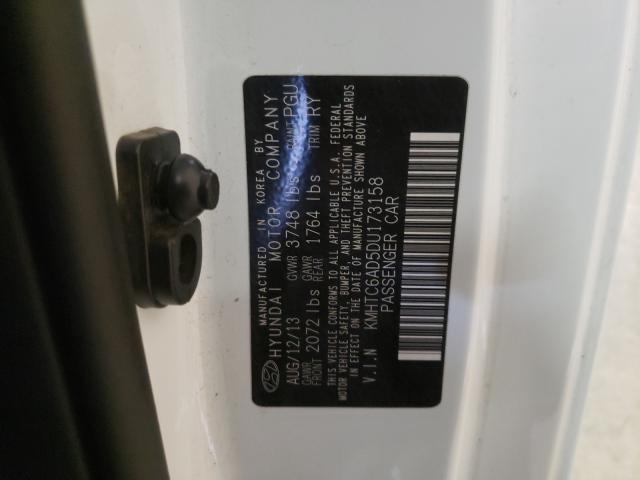 MANUFACTURED IN KOREA BY
HYUNDAI MOTOR COMPANY
AUG/12/13 GVWR 3748 lbs PAINT PGU
GAWR FRONT 2072 lbs GAWR REAR 1764 lbs TRIM RY
THIS VEHICLE CONFORMS TO ALL APPLICABLE U.S.A. FEDERAL
MOTOR VEHICLE SAFETY, BUMPER, AND THEFT PREVENTION STANDARDS
IN EFFECT ON THE DATE OF MANUFACTURE SHOWN ABOVE
V.I.N KMHTC6AD5DU173158
PASSENGER CAR